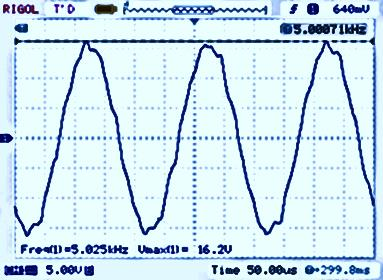 RIGOL T'D 640mV
5.00071kHz
Freq(1)=5.025kHz Vmax(1)= 16.2V
5.00V Time 50.00us -299.8ms